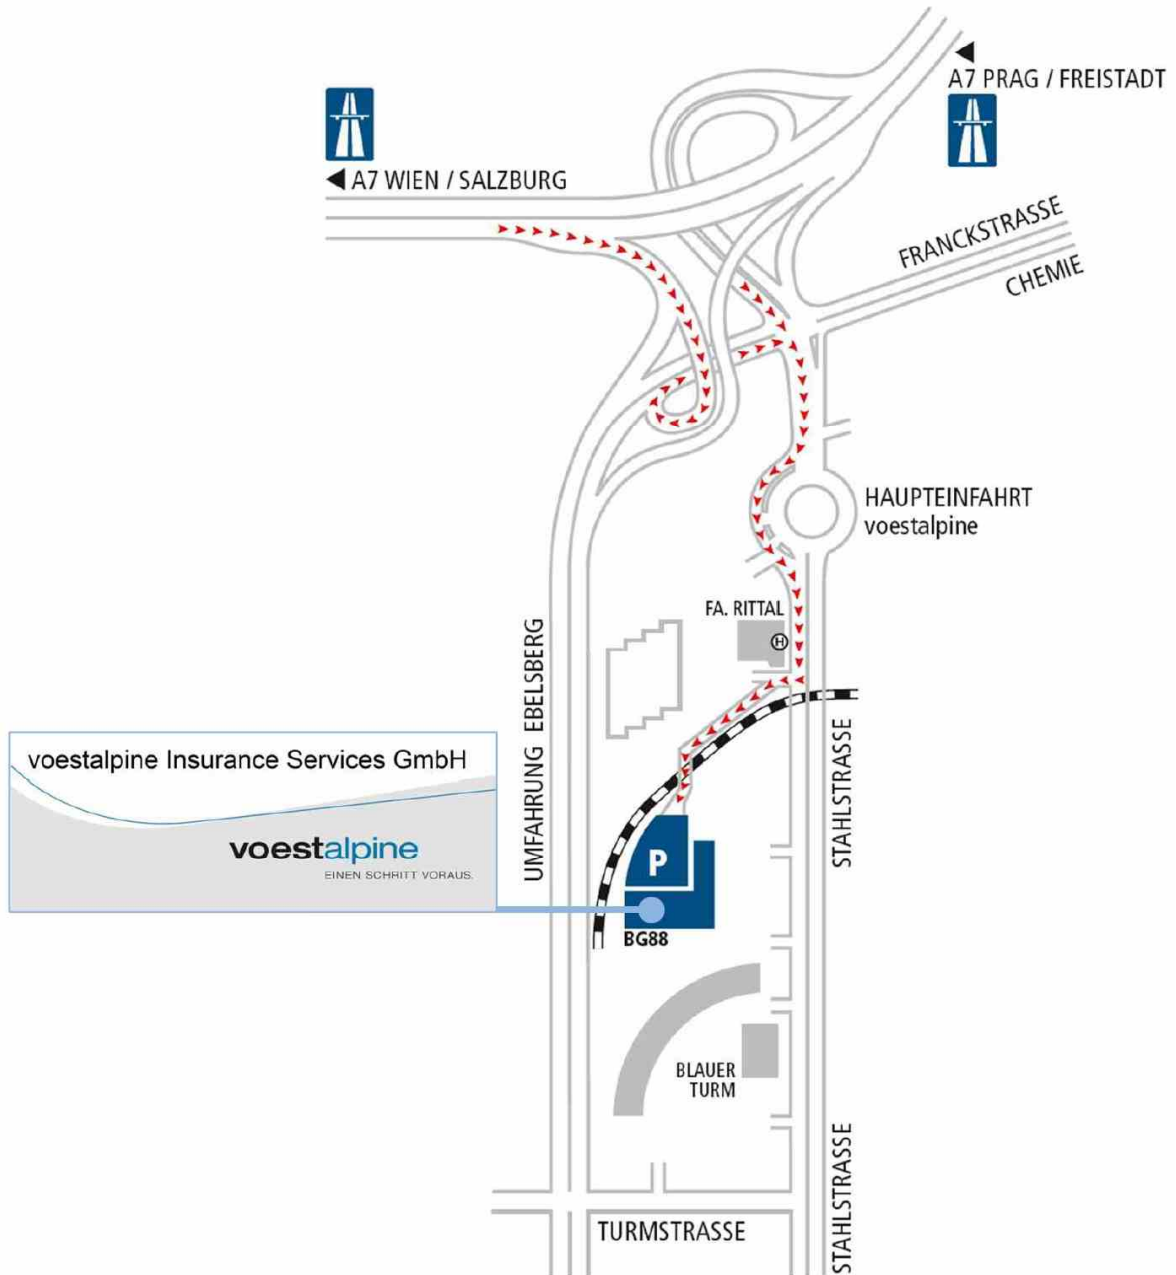 A7 PRAG / FREISTADT
A7 WIEN / SALZBURG
FRANCKSTRASSE
CHEMIE
HAUPTEINFAHRT
voestalpine
FA. RITTAL
H
UMFAHRUNG EBELSBERG
STAHLSTRASSE
voestalpine Insurance Services GmbH
voestalpine
EINEN SCHRITT VORAUS.
P
BG88
BLAUER
TURM
STAHLSTRASSE
TURMSTRASSE